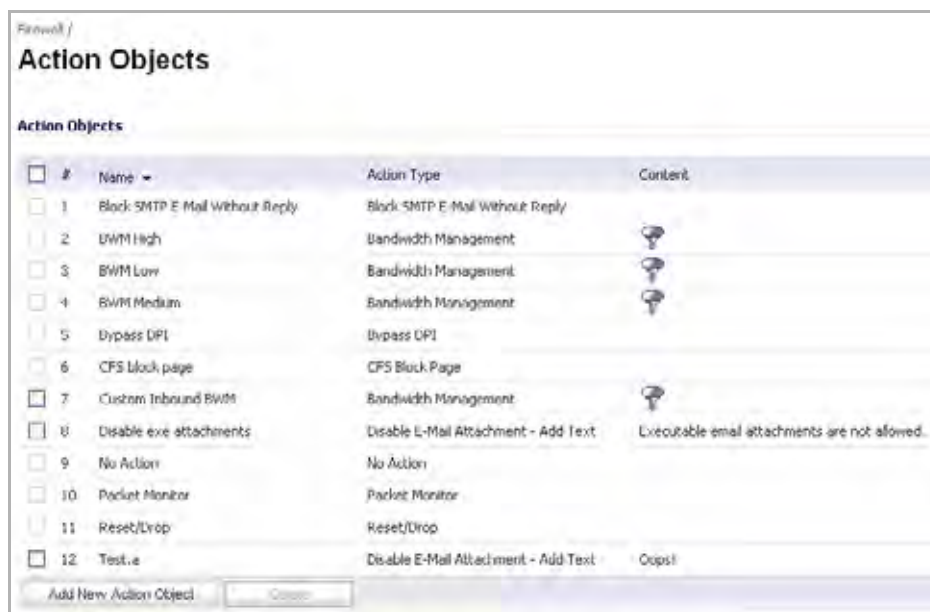 Firewall /
Action Objects
Action Objects
# Name Action Type Content
1 Block SMTP E-Mail Without Reply Block SMTP E-Mail Without Reply
2 BWM High Bandwidth Management
3 BWM Low Bandwidth Management
4 BWM Medium Bandwidth Management
5 Bypass DPI Bypass DPI
6 CFS block page CFS Block Page
7 Custom Inbound BWM Bandwidth Management
8 Disable exe attachments Disable E-Mail Attachment - Add Text Executable email attachments are not allowed.
9 No Action No Action
10 Packet Monitor Packet Monitor
11 Reset/Drop Reset/Drop
12 Test.a Disable E-Mail Attachment - Add Text Oops!
Add New Action Object